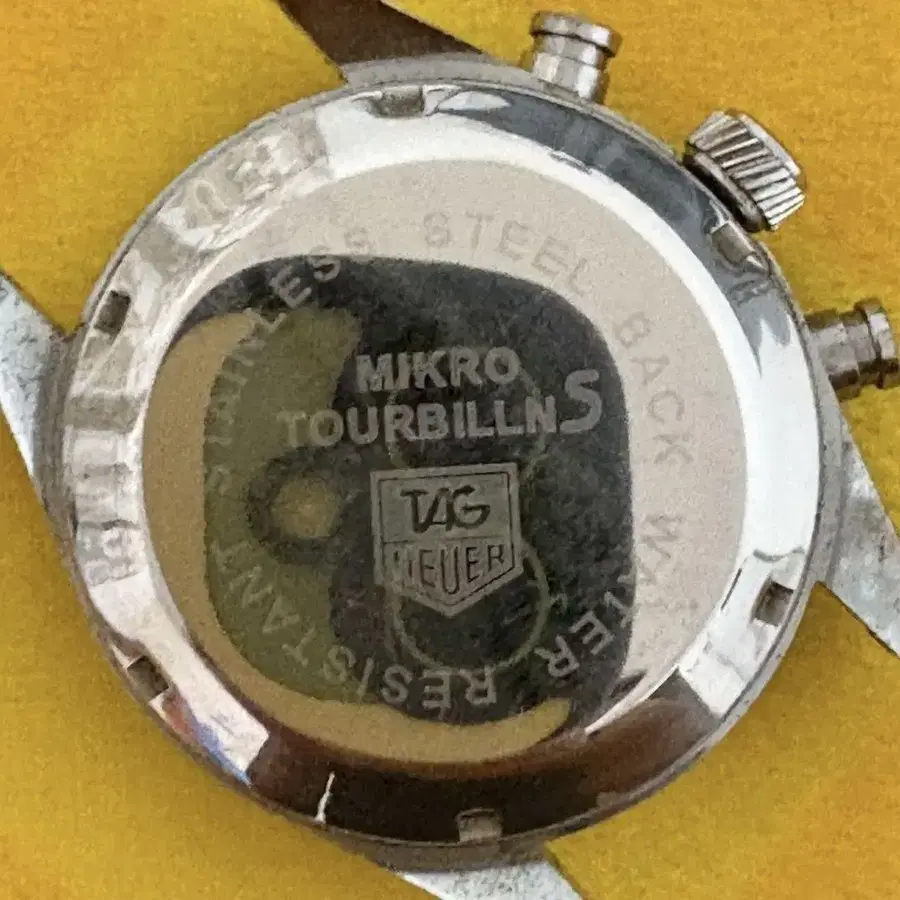 STAINLESS STEEL BACK WATER RESISTANT
MIKRO
TOURBILLNS
TAG
HEUER